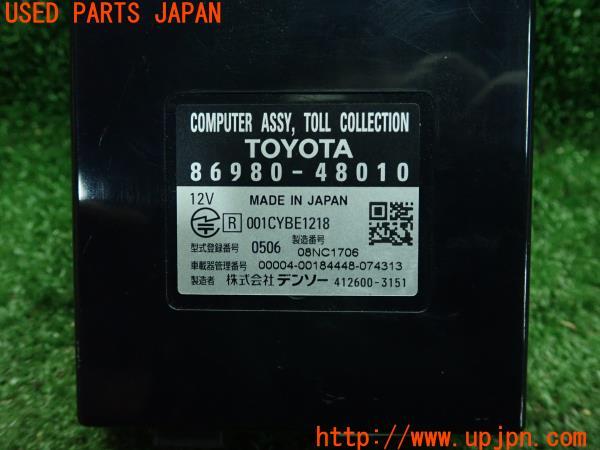 USED PARTS JAPAN
COMPUTER ASSY, TOLL COLLECTION
TOYOTA
86980-48010
12V MADE IN JAPAN
R 001CYBE1218
型式登録番号 0506 製造番号 08NC1706
車載器管理番号 00004-00184448-074313
製造者 株式会社 デンソー 412600-3151
http://www.upjpn.com